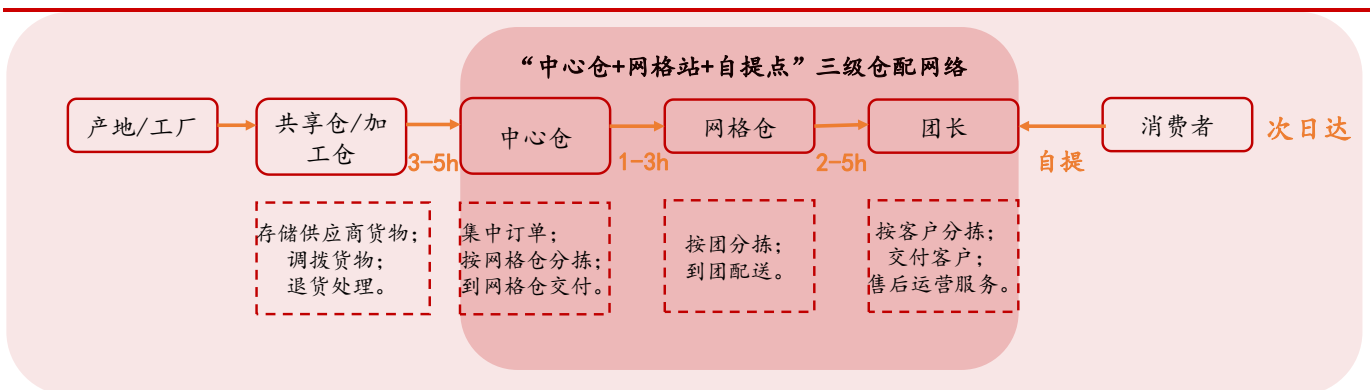 “中心仓+网格站+自提点”三级仓配网络
产地/工厂
共享仓/加
工仓
中心仓
网格仓
团长
消费者
次日达
3-5h
1-3h
2-5h
自提
存储供应商货物；
调拨货物；
退货处理。
集中订单；
按网格仓分拣；
到网格仓交付。
按团分拣；
到团配送。
按客户分拣；
交付客户；
售后运营服务。